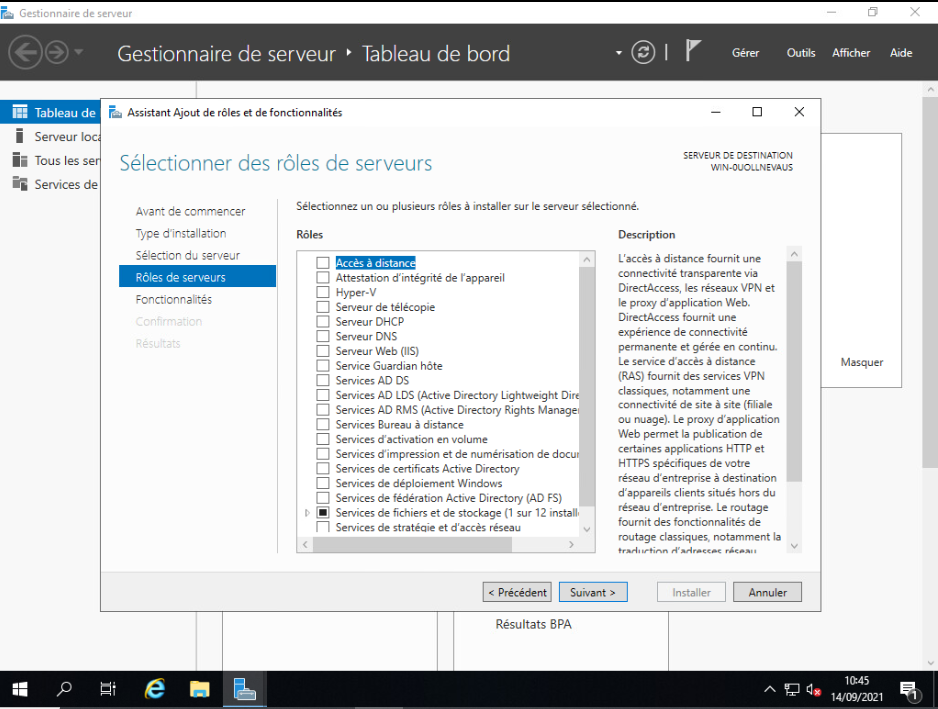 Gestionnaire de serveur
Gestionnaire de serveur ‣ Tableau de bord
Gérer
Outils
Afficher
Aide
Tableau de
Serveur loca
Tous les ser
Services de
Assistant Ajout de rôles et de fonctionnalités
Sélectionner des rôles de serveurs
SERVEUR DE DESTINATION
WIN-0UOLLNEVAUS
Avant de commencer
Type d'installation
Sélection du serveur
Rôles de serveurs
Fonctionnalités
Confirmation
Résultats
Sélectionnez un ou plusieurs rôles à installer sur le serveur sélectionné.
Rôles
Accès à distance
Attestation d'intégrité de l'appareil
Hyper-V
Serveur de télécopie
Serveur DHCP
Serveur DNS
Serveur Web (IIS)
Service Guardian hôte
Services AD DS
Services AD LDS (Active Directory Lightweight Dire
Services AD RMS (Active Directory Rights Manage
Services Bureau à distance
Services d'activation en volume
Services d'impression et de numérisation de docu
Services de certificats Active Directory
Services de déploiement Windows
Services de fédération Active Directory (AD FS)
Services de fichiers et de stockage (1 sur 12 install
Services de stratégie et d'accès réseau
Description
L'accès à distance fournit une
connectivité transparente via
DirectAccess, les réseaux VPN et
le proxy d'application Web.
DirectAccess fournit une
expérience de connectivité
permanente et gérée en continu.
Le service d'accès à distance
(RAS) fournit des services VPN
classiques, notamment une
connectivité de site à site (filiale
ou nuage). Le proxy d'application
Web permet la publication de
certaines applications HTTP et
HTTPS spécifiques de votre
réseau d'entreprise à destination
d'appareils clients situés hors du
réseau d'entreprise. Le routage
fournit des fonctionnalités de
routage classiques, notamment la
traduction d'adresses réseau
Masquer
< Précédent
Suivant >
Installer
Annuler
Résultats BPA
10:45
14/09/2021
1